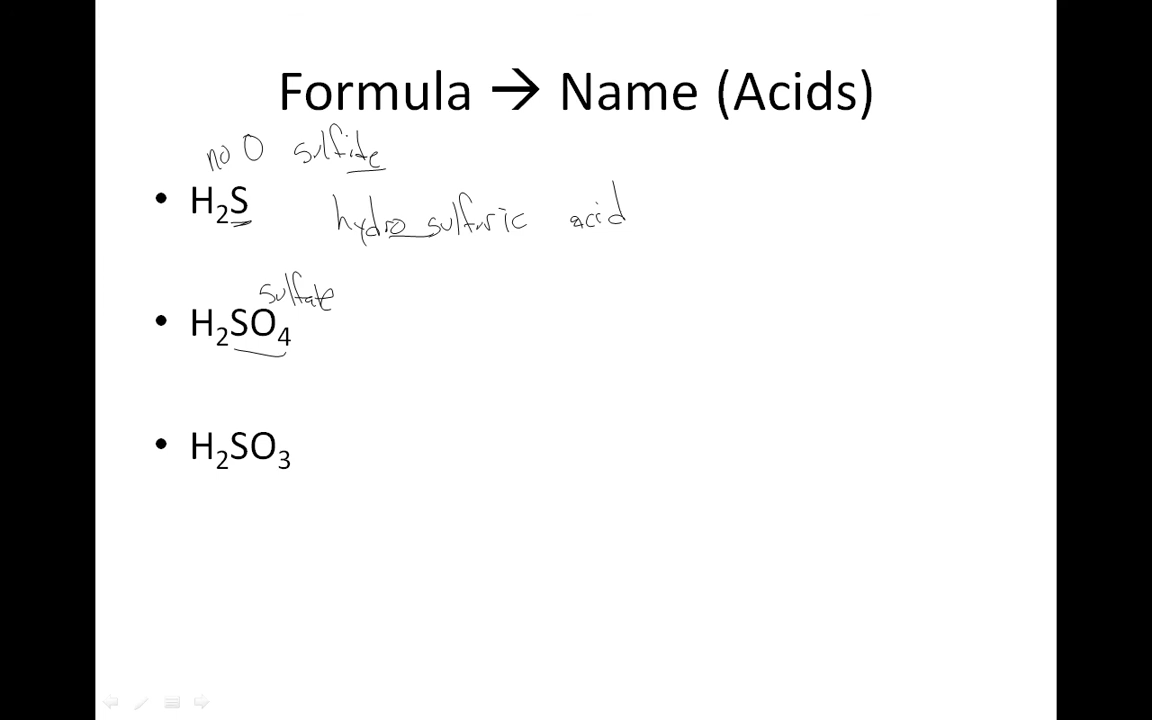 Formula → Name (Acids)
no O sulfide
• H₂S
hydrosulfuric acid
sulfate
• H₂SO₄
• H₂SO₃